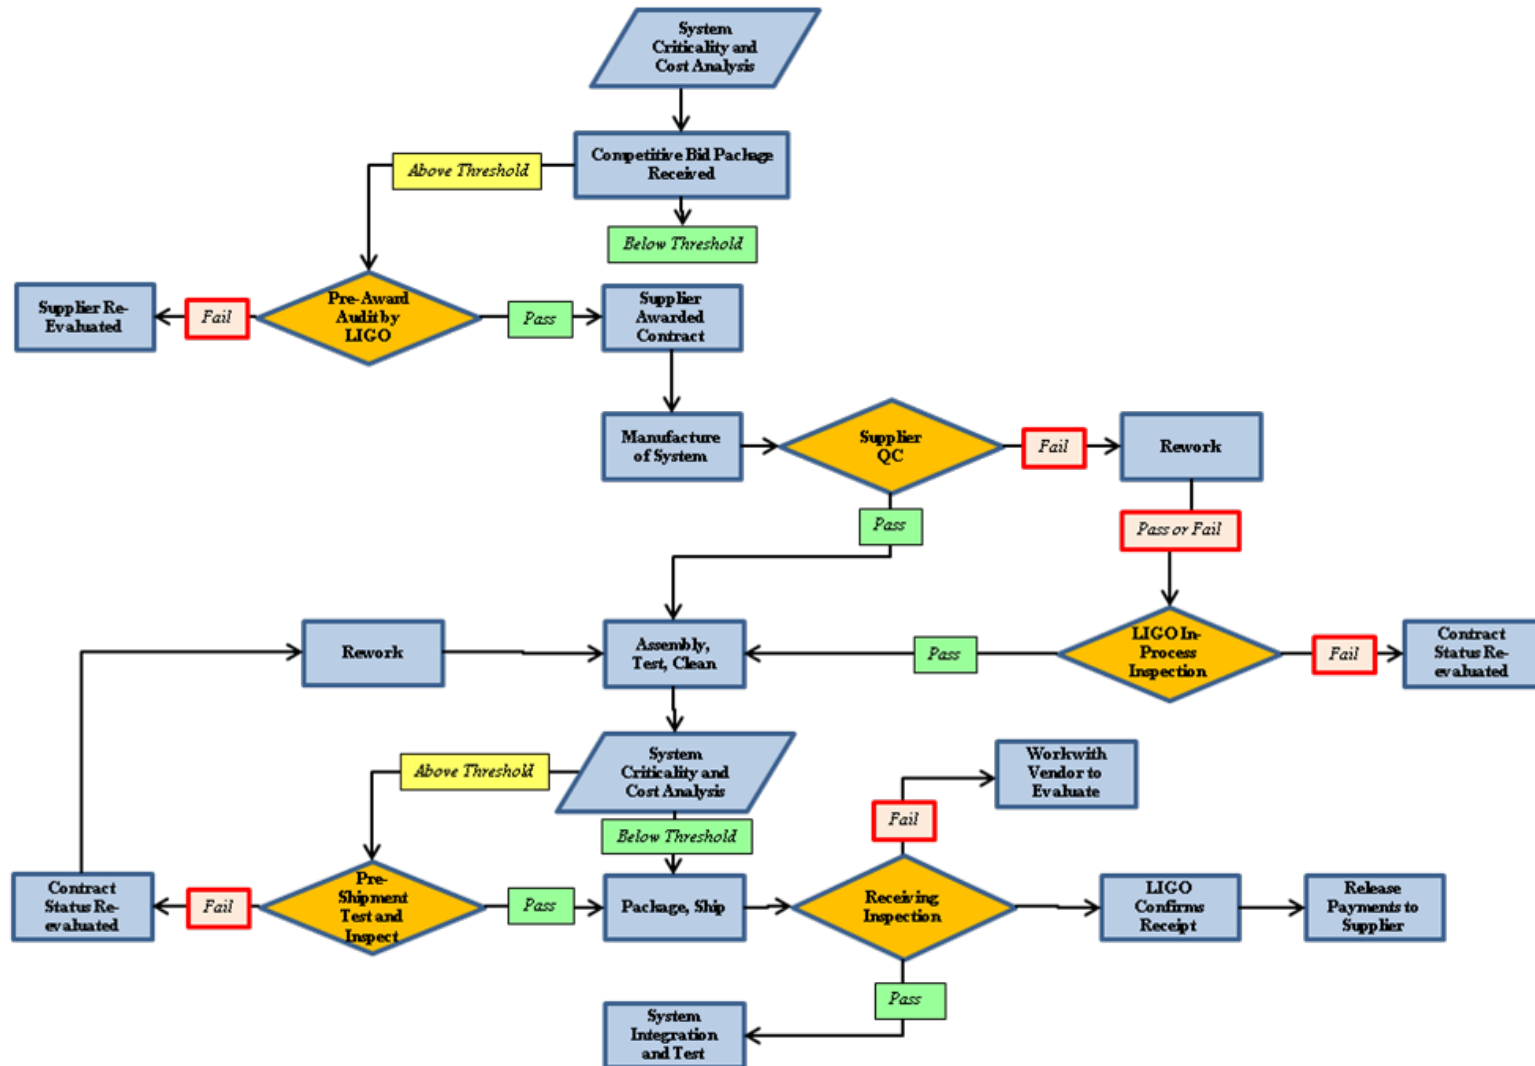 System
Criticality and
Cost Analysis
Competitive Bid Package
Received
Above Threshold
Below Threshold
Supplier Re-
Evaluated
Fail
Pre-Award
Audit by
LIGO
Pass
Supplier
Awarded
Contract
Manufacture
of System
Supplier
QC
Fail
Rework
Pass
Pass or Fail
Rework
Assembly,
Test, Clean
Pass
LIGO In-
Process
Inspection
Fail
Contract
Status Re-
evaluated
Above Threshold
System
Criticality and
Cost Analysis
Work with
Vendor to
Evaluate
Fail
Below Threshold
Contract
Status Re-
evaluated
Fail
Pre-
Shipment
Test and
Inspect
Pass
Package, Ship
Receiving
Inspection
LIGO
Confirms
Receipt
Release
Payments to
Supplier
Pass
System
Integration
and Test